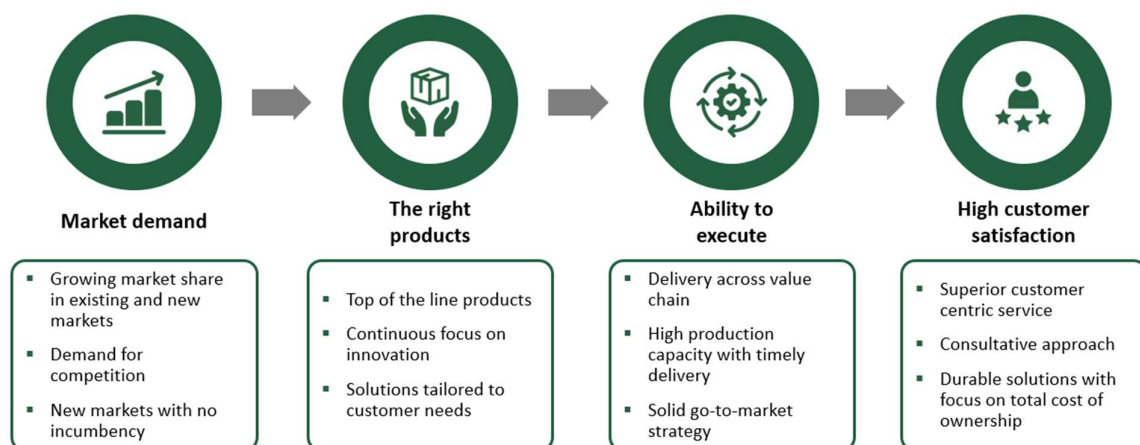 Market demand
The right
products
Ability to
execute
High customer
satisfaction
▪ Growing market share
in existing and new
markets
▪ Demand for
competition
▪ New markets with no
incumbency
▪ Top of the line products
▪ Continuous focus on
innovation
▪ Solutions tailored to
customer needs
▪ Delivery across value
chain
▪ High production
capacity with timely
delivery
▪ Solid go-to-market
strategy
▪ Superior customer
centric service
▪ Consultative approach
▪ Durable solutions with
focus on total cost of
ownership